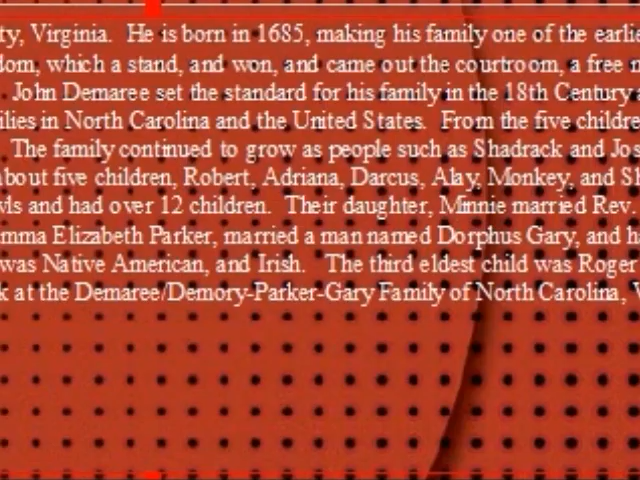 ty, Virginia. He is born in 1685, making his family one of the earlie
dom, which a stand, and won, and came out the courtroom, a free
John Demaree set the standard for his family in the 18th Century
ilies in North Carolina and the United States. From the five childre
The family continued to grow as people such as Shadrack and Jos
about five children, Robert, Adriana, Darcus, Alay, Monkey, and Sh
wls and had over 12 children. Their daughter, Minnie married Rev
mma Elizabeth Parker, married a man named Dorphus Gary, and ha
was Native American, and Irish. The third eldest child was Roger
k at the Demaree/Demory-Parker-Gary Family of North Carolina, V